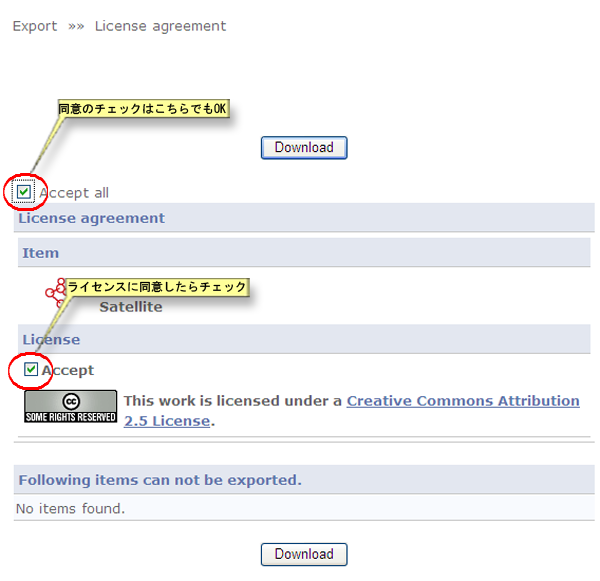 Export »» License agreement
同意のチェックはこちらでもOK
Download
Accept all
License agreement
Item
ライセンスに同意したらチェック
Satellite
License
Accept
cc
SOME RIGHTS RESERVED
This work is licensed under a Creative Commons Attribution
2.5 License.
Following items can not be exported.
No items found.
Download